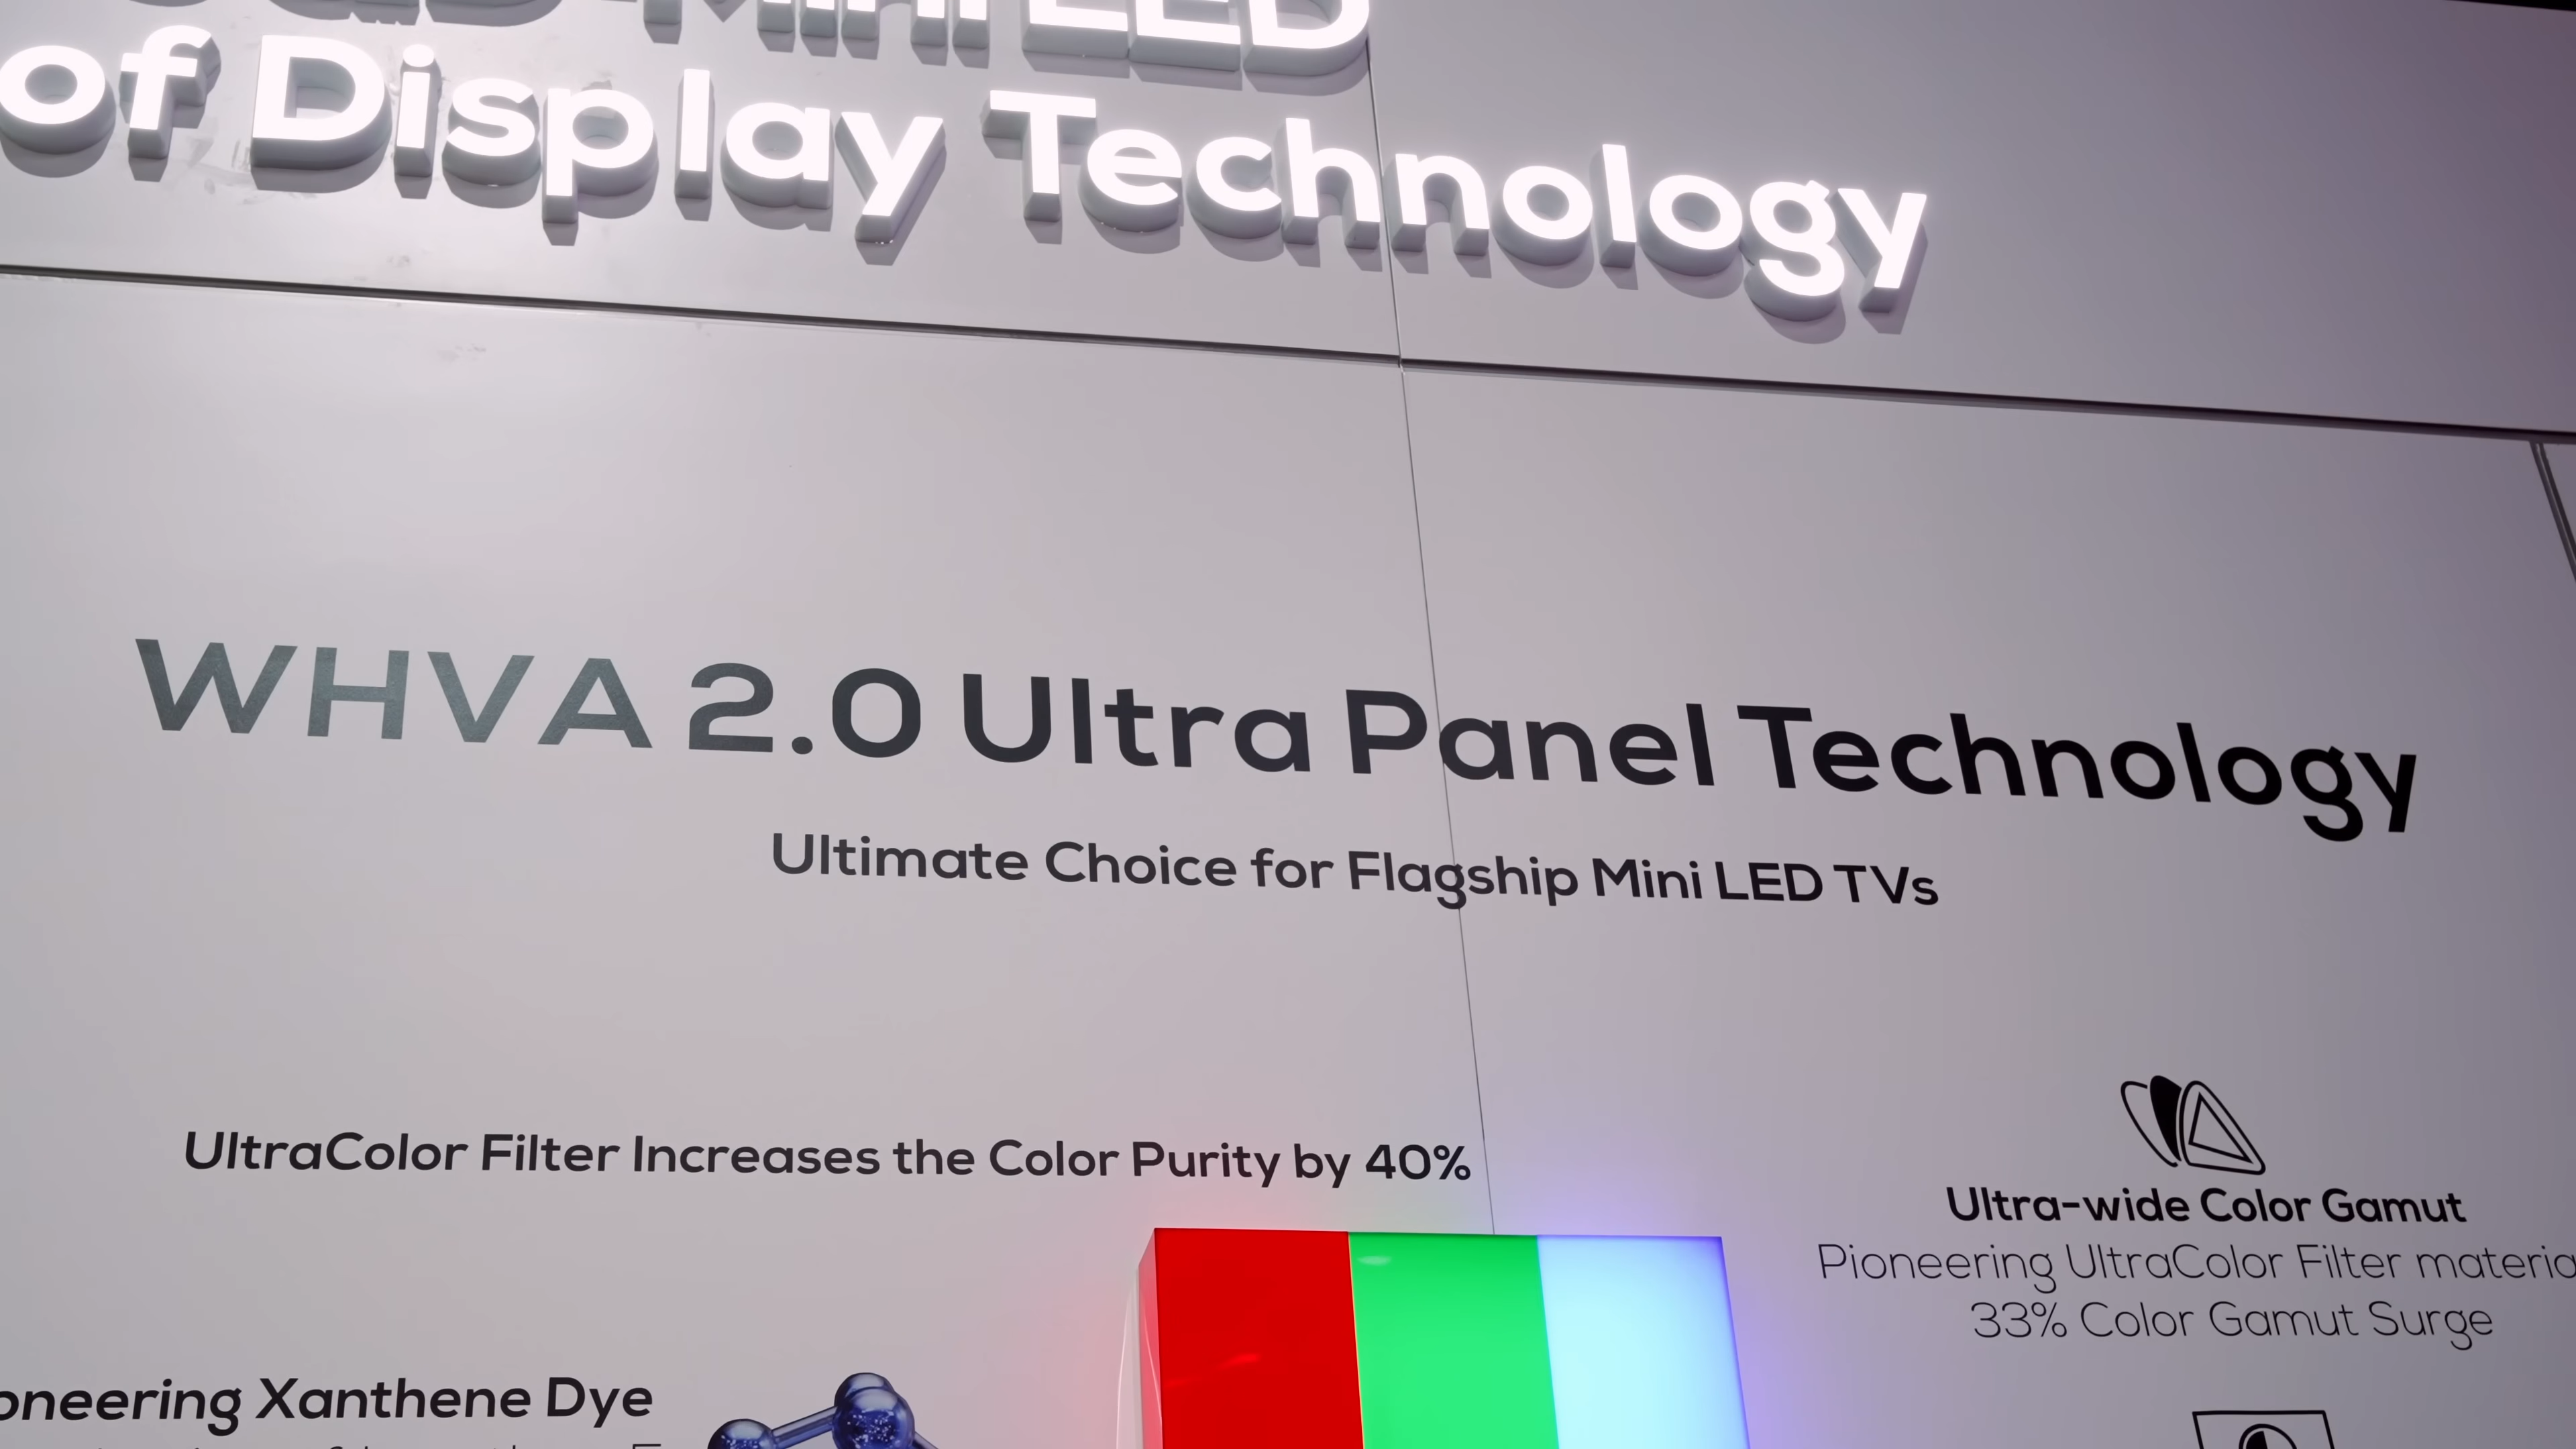 LED
of Display Technology
WHVA 2.0 Ultra Panel Technology
Ultimate Choice for Flagship Mini LED TVs
UltraColor Filter Increases the Color Purity by 40%
Ultra-wide Color Gamut
Pioneering UltraColor Filter
33% Color Gamut Surge
Xanthene Dye